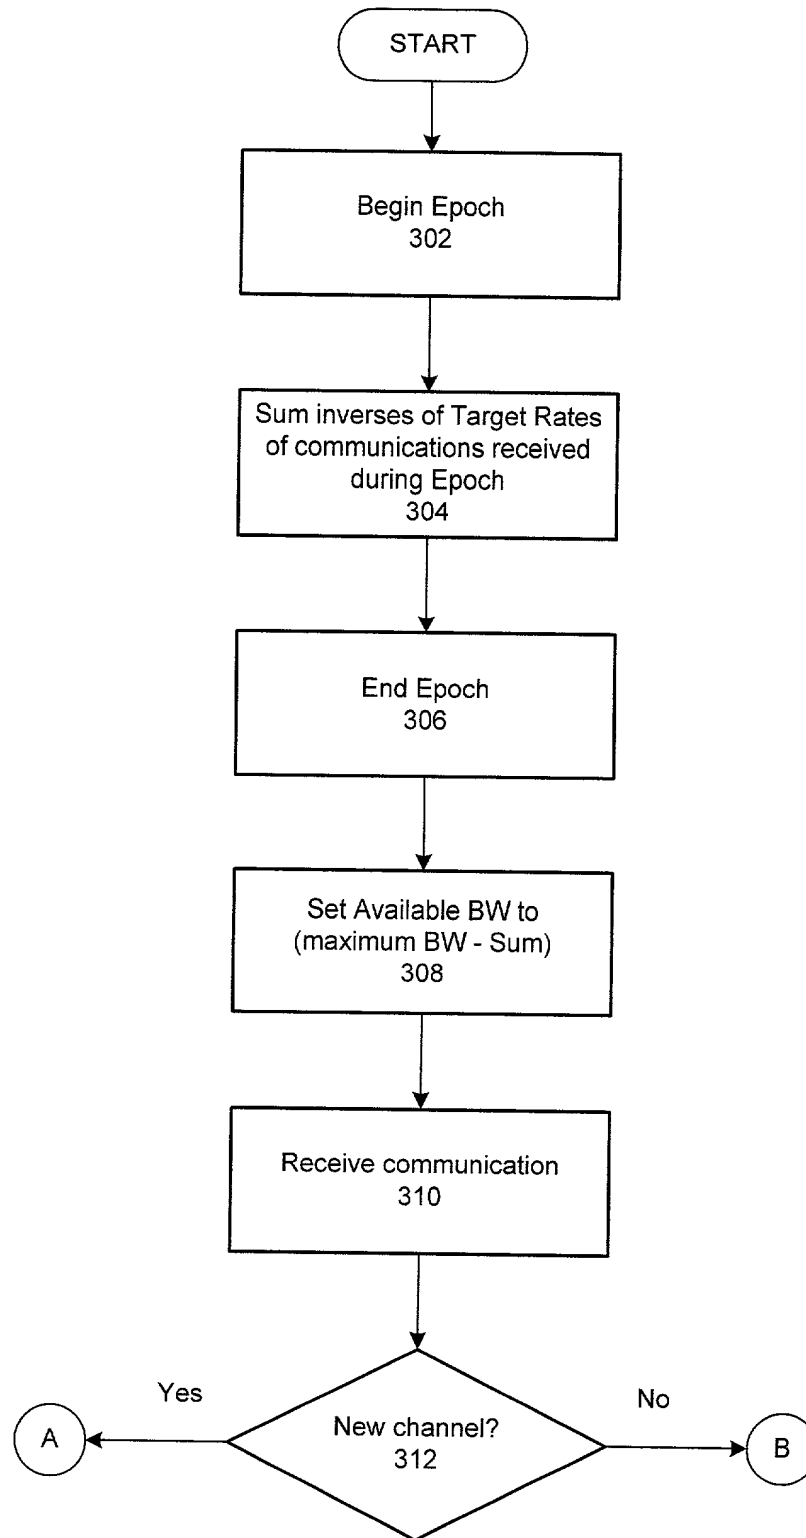 START
Begin Epoch
302
Sum inverses of Target Rates
of communications received
during Epoch
304
End Epoch
306
Set Available BW to
(maximum BW - Sum)
308
Receive communication
310
Yes
No
A
New channel?
312
B